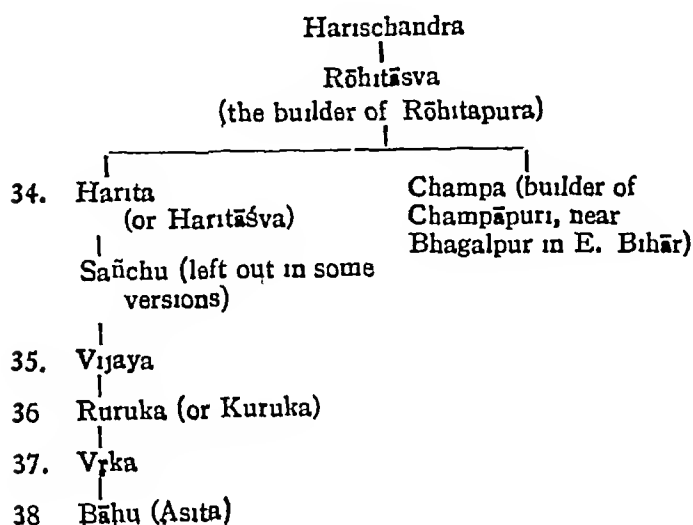 Harischandra
Rōhitāsva
(the builder of Rōhitapura)
34. Harita
(or Haritāśva)
Champa (builder of
Champāpuri, near
Bhagalpur in E. Bihār)
Sañchu (left out in some
versions)
35. Vijaya
36 Ruruka (or Kuruka)
37. Vṛka
38 Bāhu (Asita)